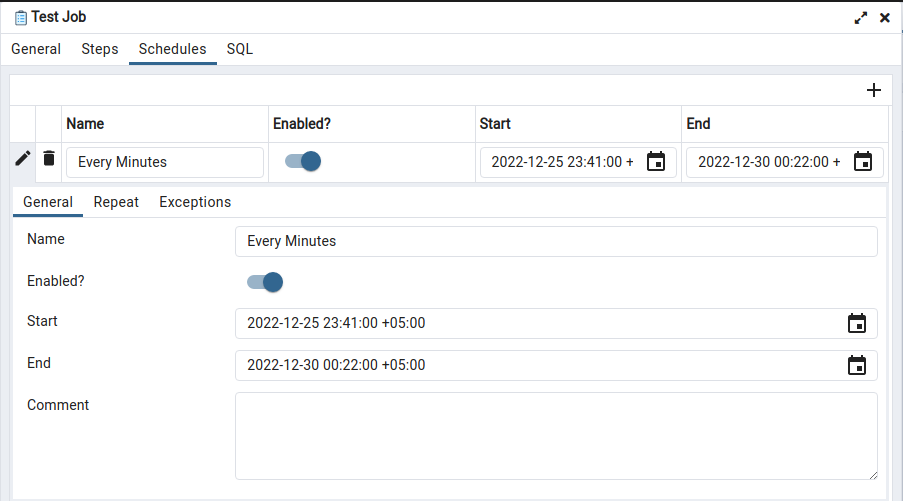 Test Job
General Steps Schedules SQL
Name Enabled? Start End
Every Minutes 2022-12-25 23:41:00 + 2022-12-30 00:22:00 +
General Repeat Exceptions
Name Every Minutes
Enabled?
Start 2022-12-25 23:41:00 +05:00
End 2022-12-30 00:22:00 +05:00
Comment